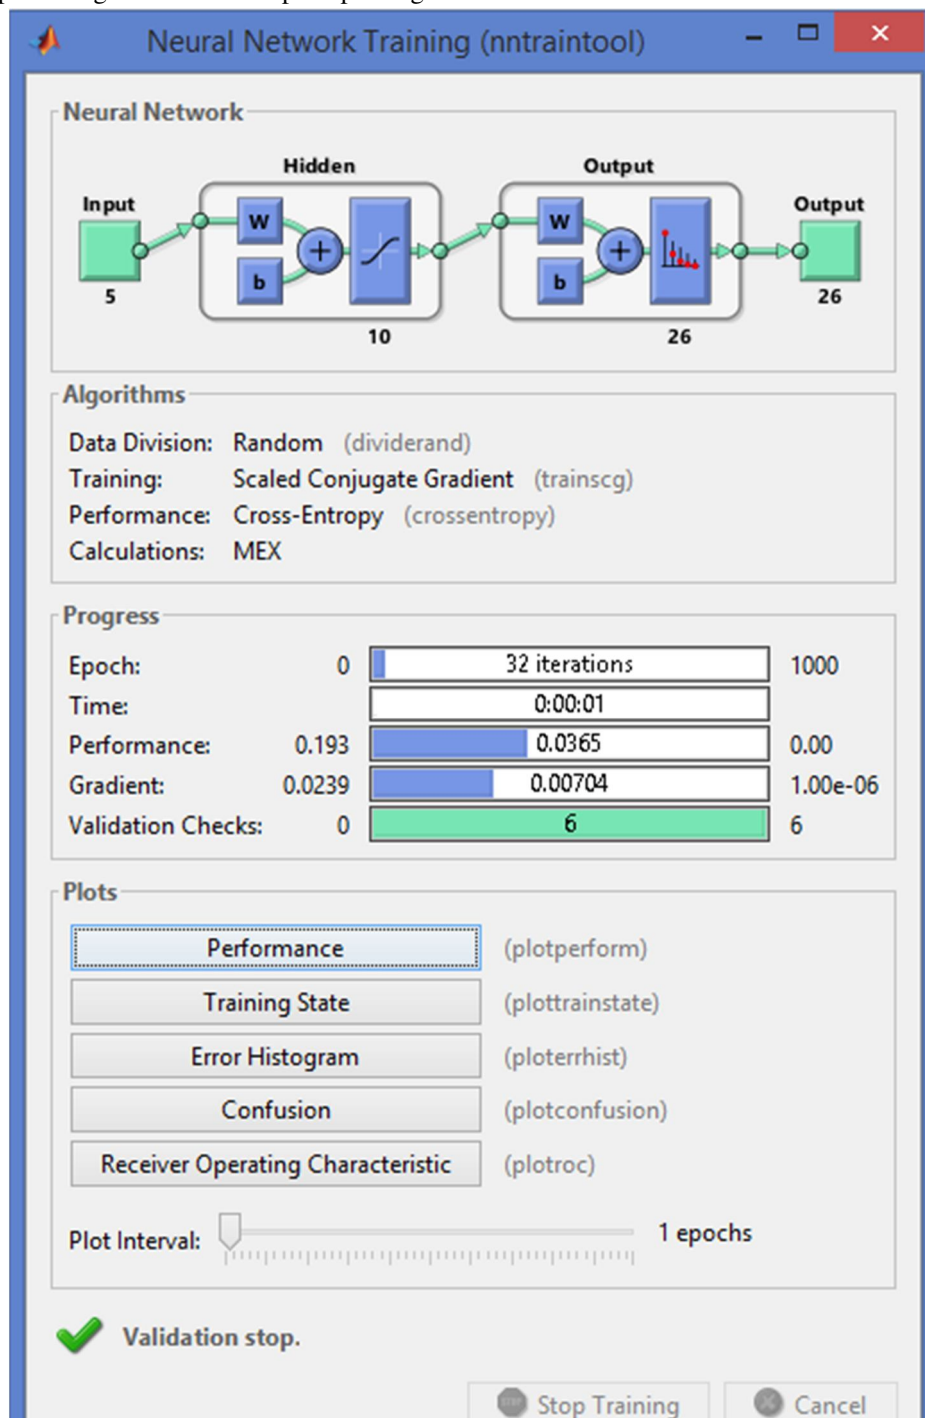 Neural Network Training (nntraintool)
Neural Network
Hidden
Output
Input
W
b
+
W
b
+
Output
5
10
26
26
Algorithms
Data Division: Random (dividerand)
Training: Scaled Conjugate Gradient (trainscg)
Performance: Cross-Entropy (crossentropy)
Calculations: MEX
Progress
Epoch: 0 32 iterations 1000
Time: 0:00:01
Performance: 0.193 0.0365 0.00
Gradient: 0.0239 0.00704 1.00e-06
Validation Checks: 0 6 6
Plots
Performance (plotperform)
Training State (plottrainstate)
Error Histogram (ploterrhist)
Confusion (plotconfusion)
Receiver Operating Characteristic (plotroc)
Plot Interval: 1 epochs
Validation stop.
Stop Training Cancel